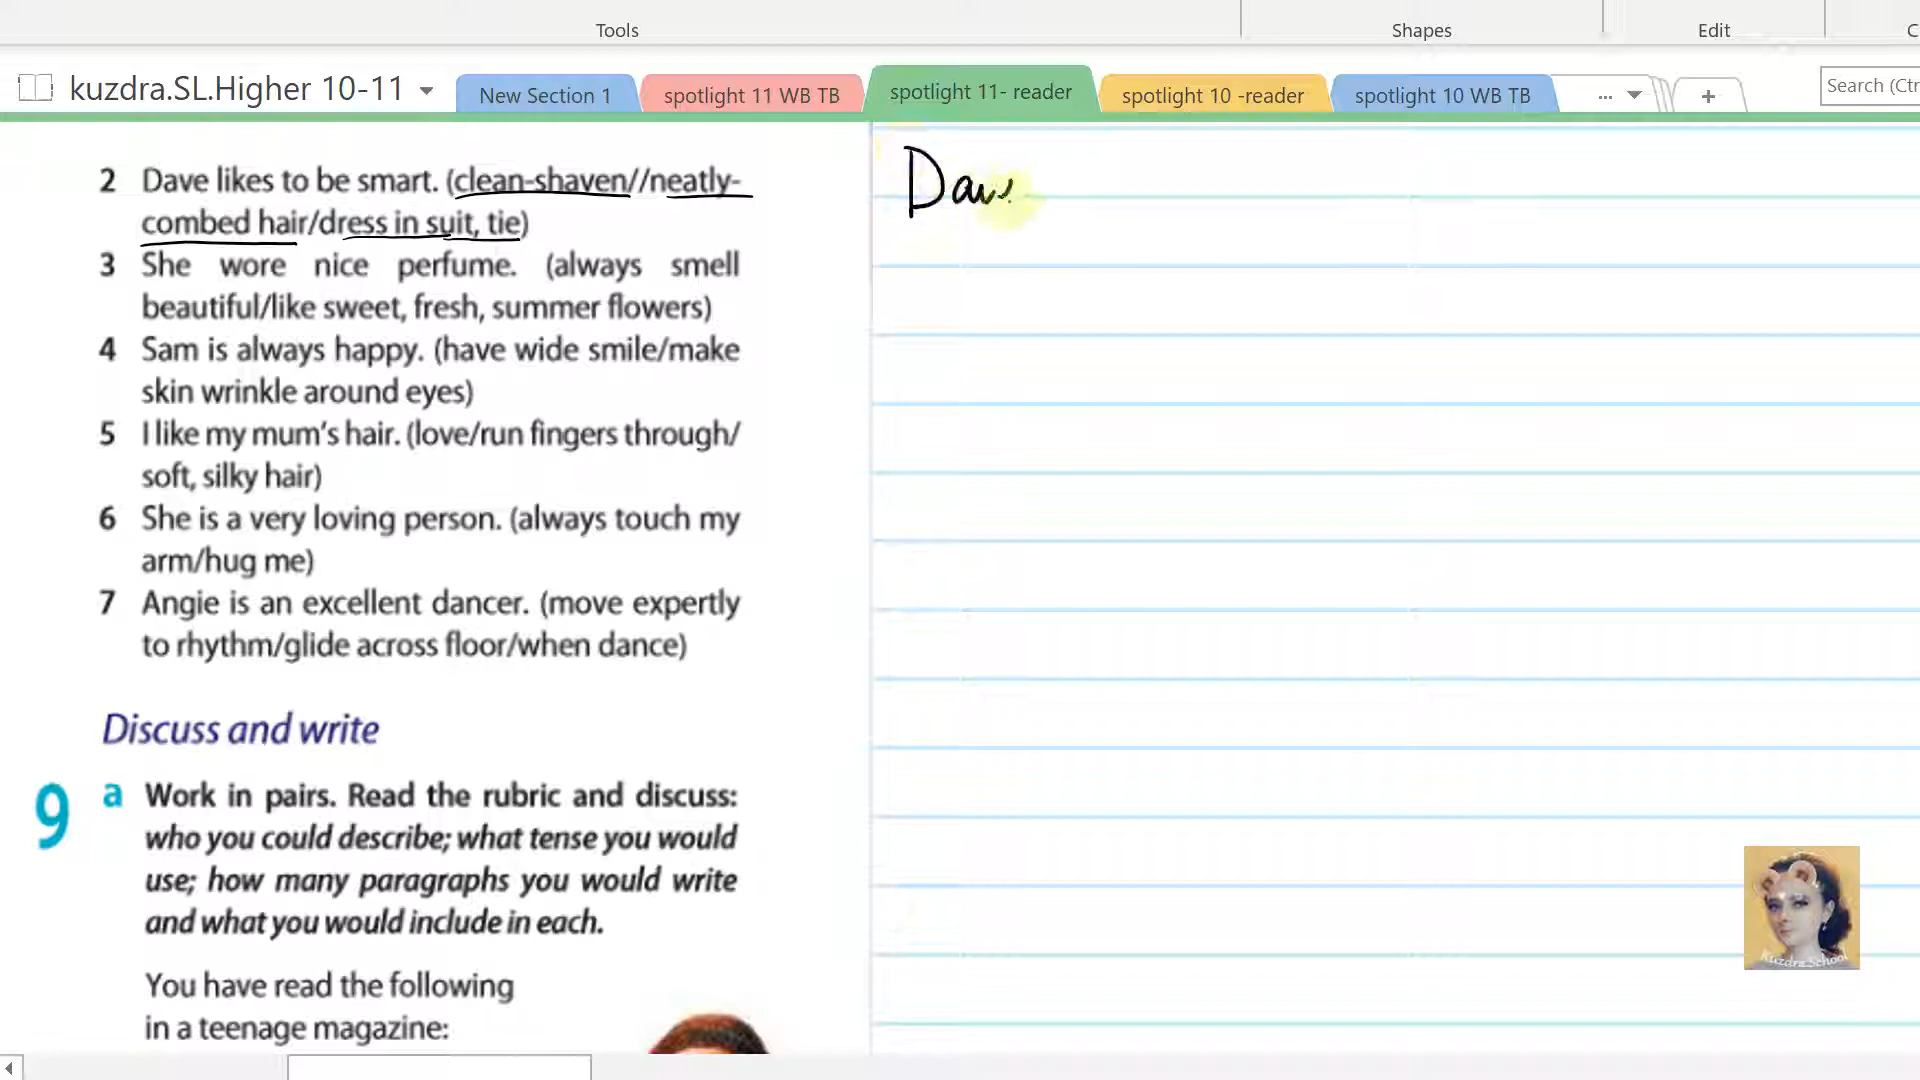 Tools
Shapes
Edit
kuzdra.SL.Higher 10-11
New Section 1
spotlight 11 WB TB
spotlight 11- reader
spotlight 10 -reader
spotlight 10 WB TB
...
+
Search (Ctr
2 Dave likes to be smart. (clean-shaven//neatly-
combed hair/dress in suit, tie)
3 She wore nice perfume. (always smell
beautiful/like sweet, fresh, summer flowers)
4 Sam is always happy. (have wide smile/make
skin wrinkle around eyes)
5 I like my mum's hair. (love/run fingers through/
soft, silky hair)
6 She is a very loving person. (always touch my
arm/hug me)
7 Angie is an excellent dancer. (move expertly
to rhythm/glide across floor/when dance)
Discuss and write
9 a Work in pairs. Read the rubric and discuss:
who you could describe; what tense you would
use; how many paragraphs you would write
and what you would include in each.
You have read the following
in a teenage magazine:
Kuzdra.School